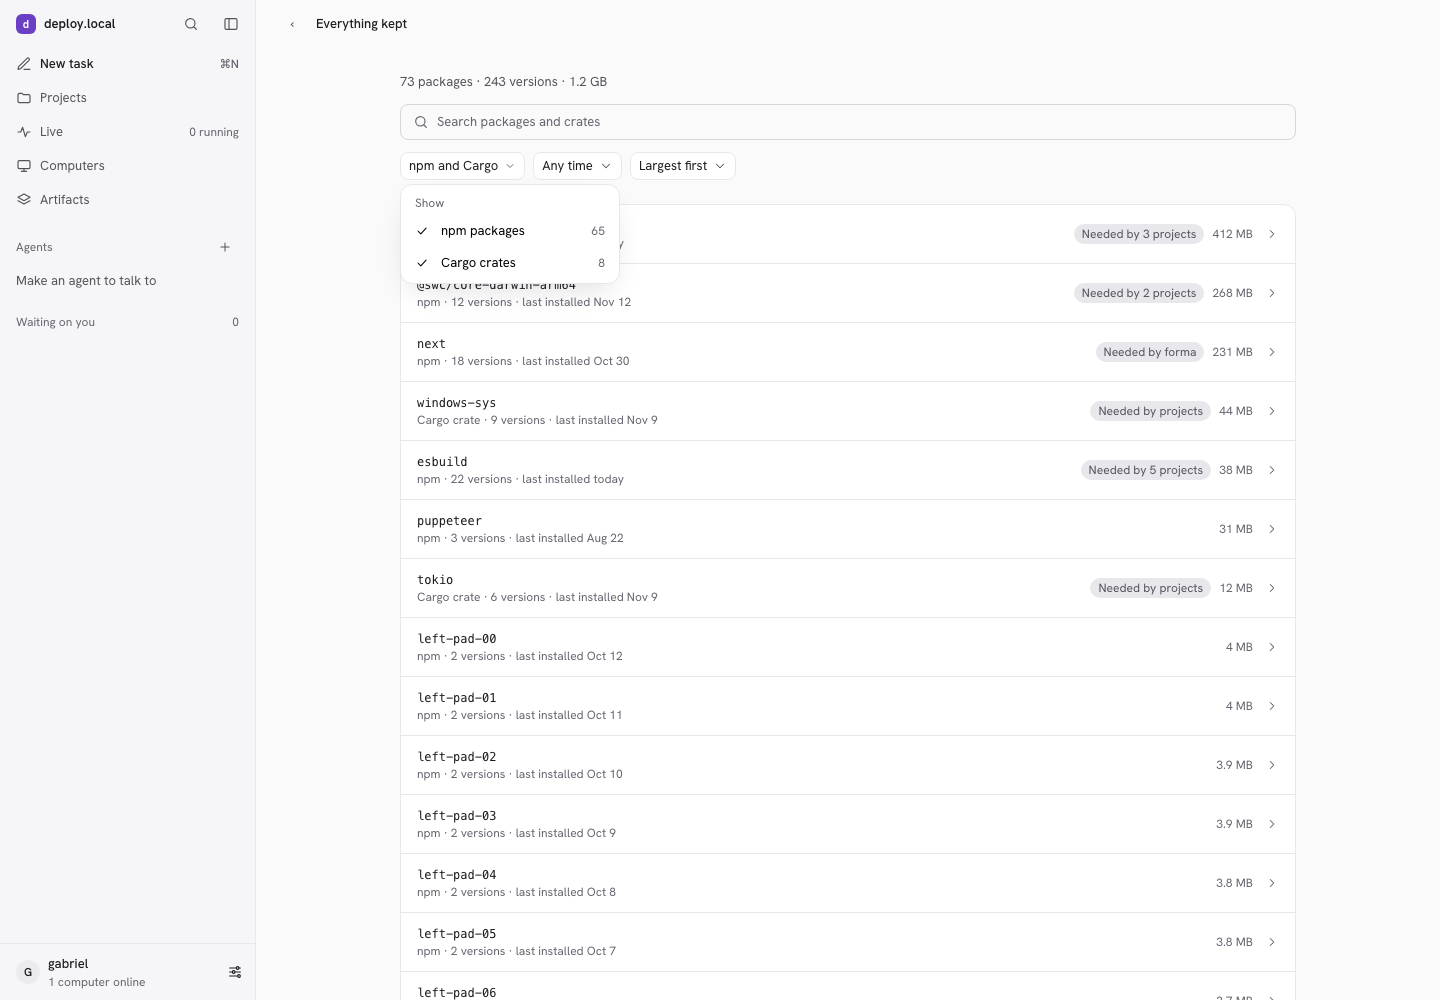 d deploy.local
New task ⌘N
Projects
Live 0 running
Computers
Artifacts
Agents
Make an agent to talk to
Waiting on you 0
G gabriel
1 computer online
Everything kept
73 packages · 243 versions · 1.2 GB
Search packages and crates
npm and Cargo
Any time
Largest first
Show
npm packages 65
Cargo crates 8
Needed by 3 projects 412 MB
@swc/core-darwin-arm64
npm · 12 versions · last installed Nov 12
Needed by 2 projects 268 MB
next
npm · 18 versions · last installed Oct 30
Needed by forma 231 MB
windows-sys
Cargo crate · 9 versions · last installed Nov 9
Needed by projects 44 MB
esbuild
npm · 22 versions · last installed today
Needed by 5 projects 38 MB
puppeteer
npm · 3 versions · last installed Aug 22
31 MB
tokio
Cargo crate · 6 versions · last installed Nov 9
Needed by projects 12 MB
left-pad-00
npm · 2 versions · last installed Oct 12
4 MB
left-pad-01
npm · 2 versions · last installed Oct 11
4 MB
left-pad-02
npm · 2 versions · last installed Oct 10
3.9 MB
left-pad-03
npm · 2 versions · last installed Oct 9
3.9 MB
left-pad-04
npm · 2 versions · last installed Oct 8
3.8 MB
left-pad-05
npm · 2 versions · last installed Oct 7
3.8 MB
left-pad-06